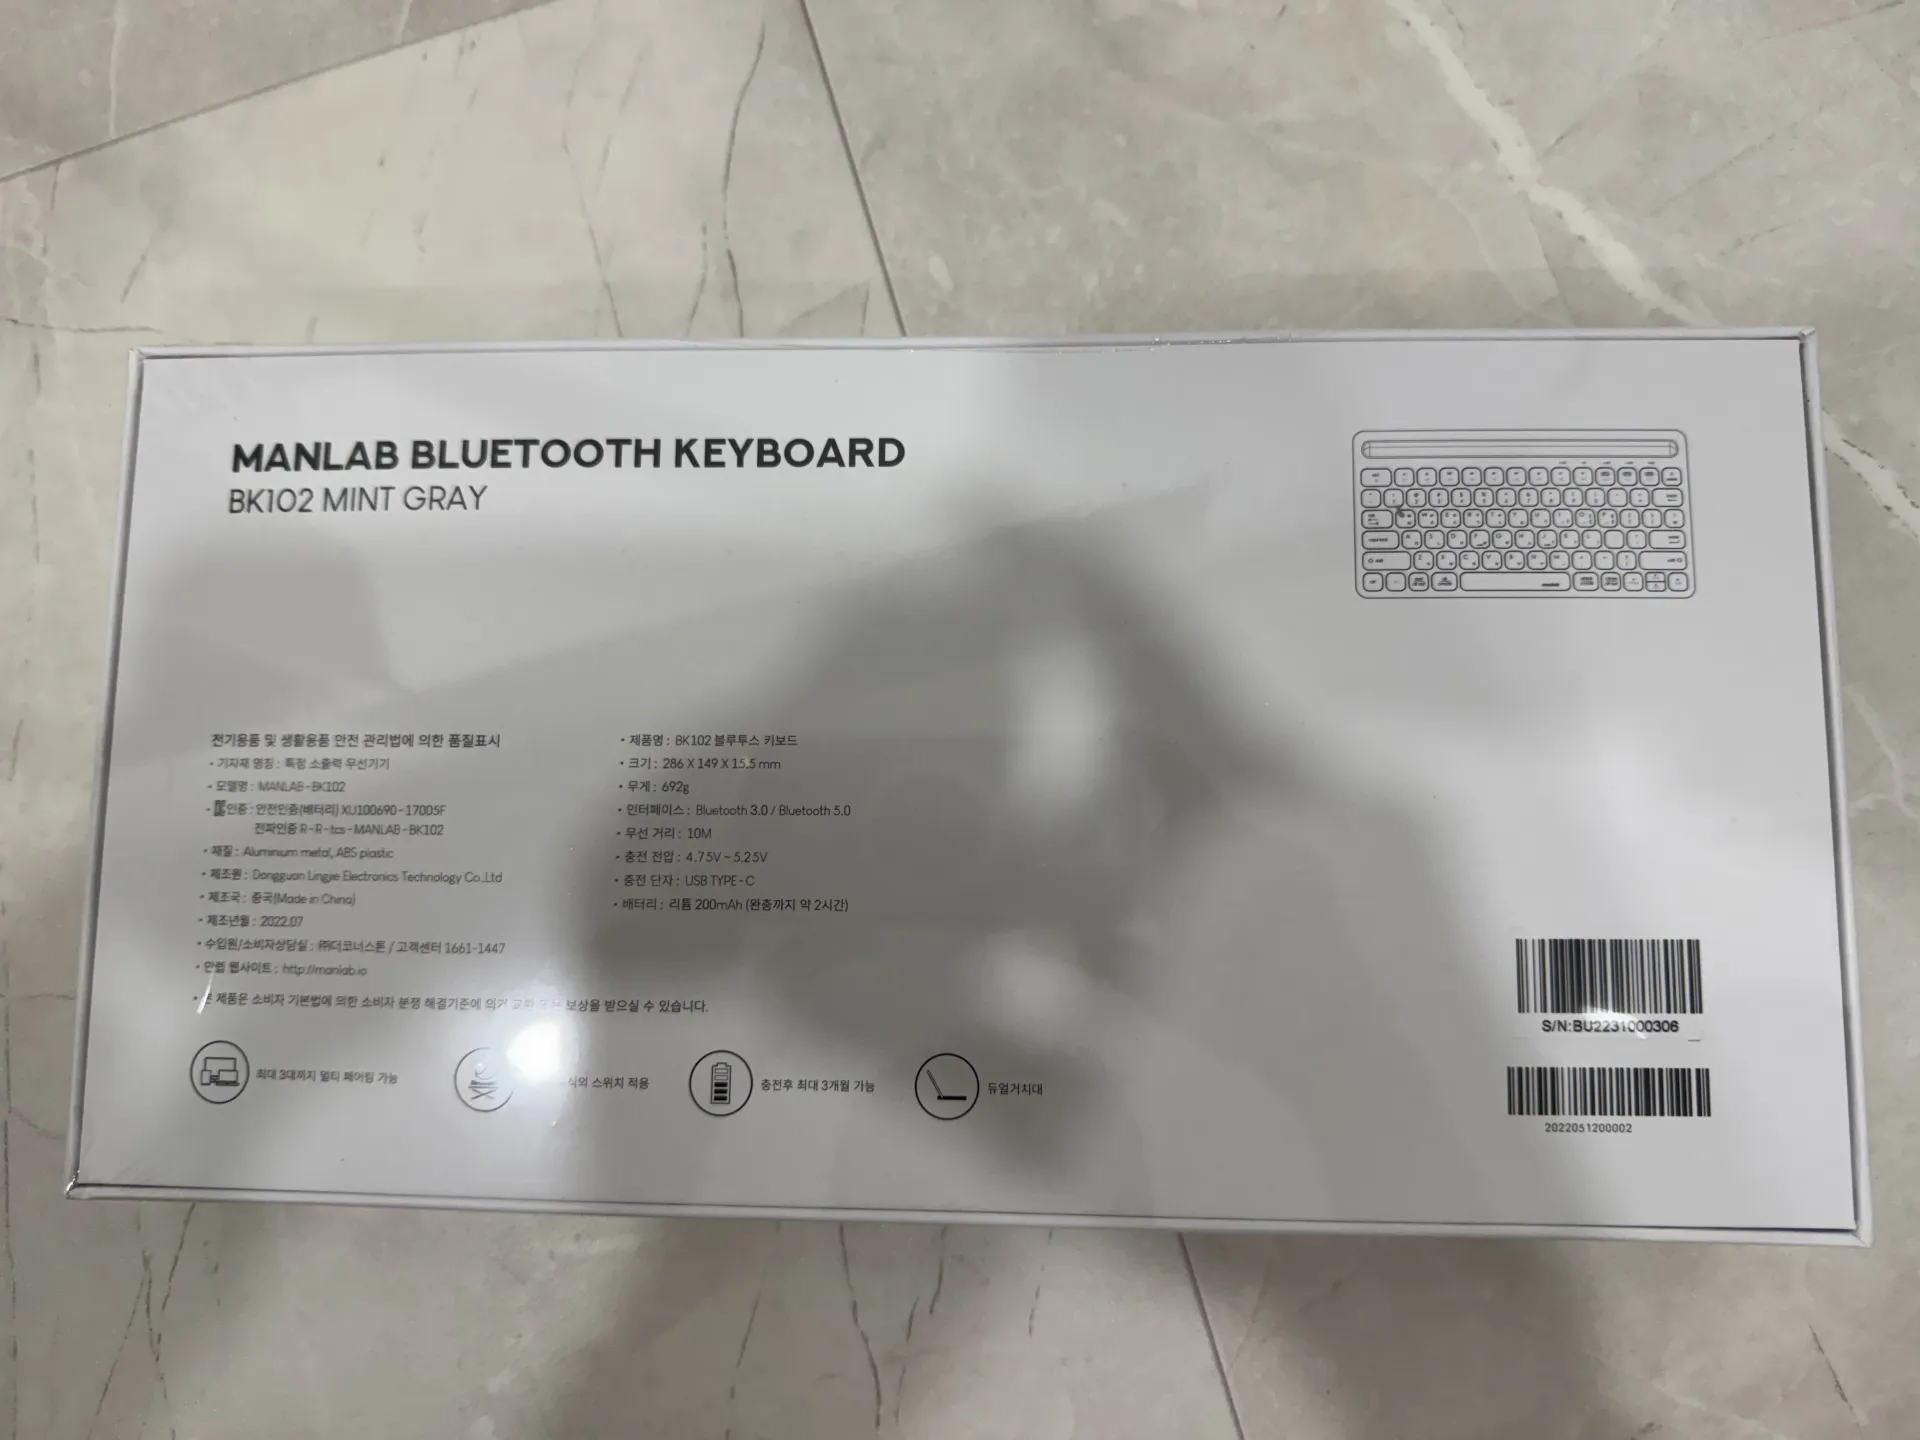 MANLAB BLUETOOTH KEYBOARD
BK102 MINT GRAY
전기용품 및 생활용품 안전 관리법에 의한 품질표시
• 기자재 명칭 : 특정 소출력 무선기기
• 모델명 : MANLAB-BK102
인증 : 안전인증(배터리) XU100690-17005F
전파인증 R-R-tcs-MANLAB-BK102
• 재질 : Aluminium metal, ABS plastic
• 제조원 : Dongguan Lingjie Electronics Technology Co.,Ltd
• 제조국 : 중국(Made in China)
• 제조년월 : 2022.07
• 수입원/소비자상담실 : ㈜더코너스톤 / 고객센터 1661-1447
• 만랩 웹사이트 : http://manlab.io
• 본 제품은 소비자 기본법에 의한 소비자 분쟁 해결기준에 의거 보상을 받으실 수 있습니다.
• 제품명 : BK102 블루투스 키보드
• 크기 : 286 X 149 X 15.5 mm
• 무게 : 692g
• 인터페이스 : Bluetooth 3.0 / Bluetooth 5.0
• 무선 거리 : 10M
• 충전 전압 : 4.75V ~ 5.25V
• 충전 단자 : USB TYPE-C
• 배터리 : 리튬 200mAh (완충까지 약 2시간)
최대 3대까지 멀티 페어링 가능
스위치 적용
충전후 최대 3개월 가능
듀얼거치대
S/N:BU2231000306
2022051200002